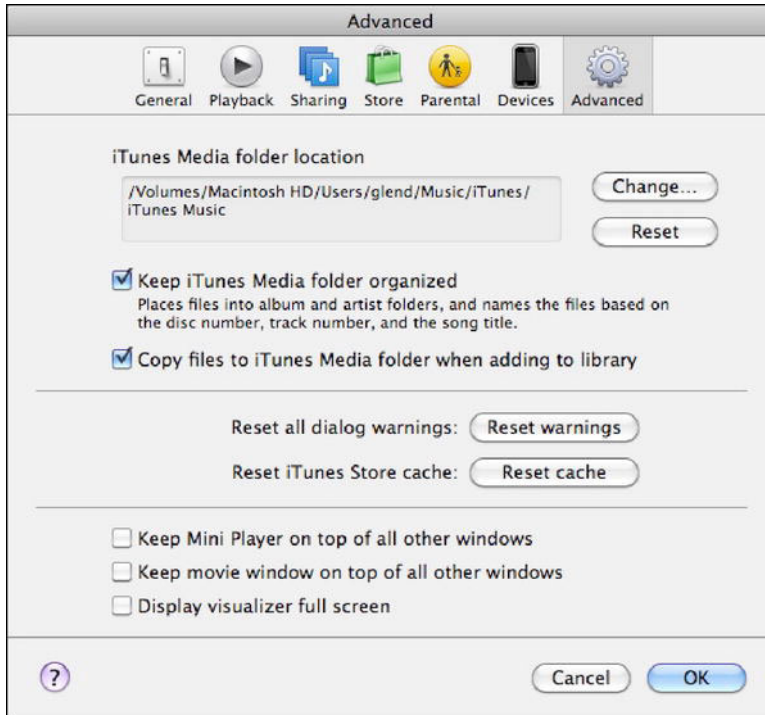 Advanced
General Playback Sharing Store Parental Devices Advanced
iTunes Media folder location
/Volumes/Macintosh HD/Users/glend/Music/iTunes/
iTunes Music
Change...
Reset
Keep iTunes Media folder organized
Places files into album and artist folders, and names the files based on
the disc number, track number, and the song title.
Copy files to iTunes Media folder when adding to library
Reset all dialog warnings: Reset warnings
Reset iTunes Store cache: Reset cache
Keep Mini Player on top of all other windows
Keep movie window on top of all other windows
Display visualizer full screen
? Cancel OK